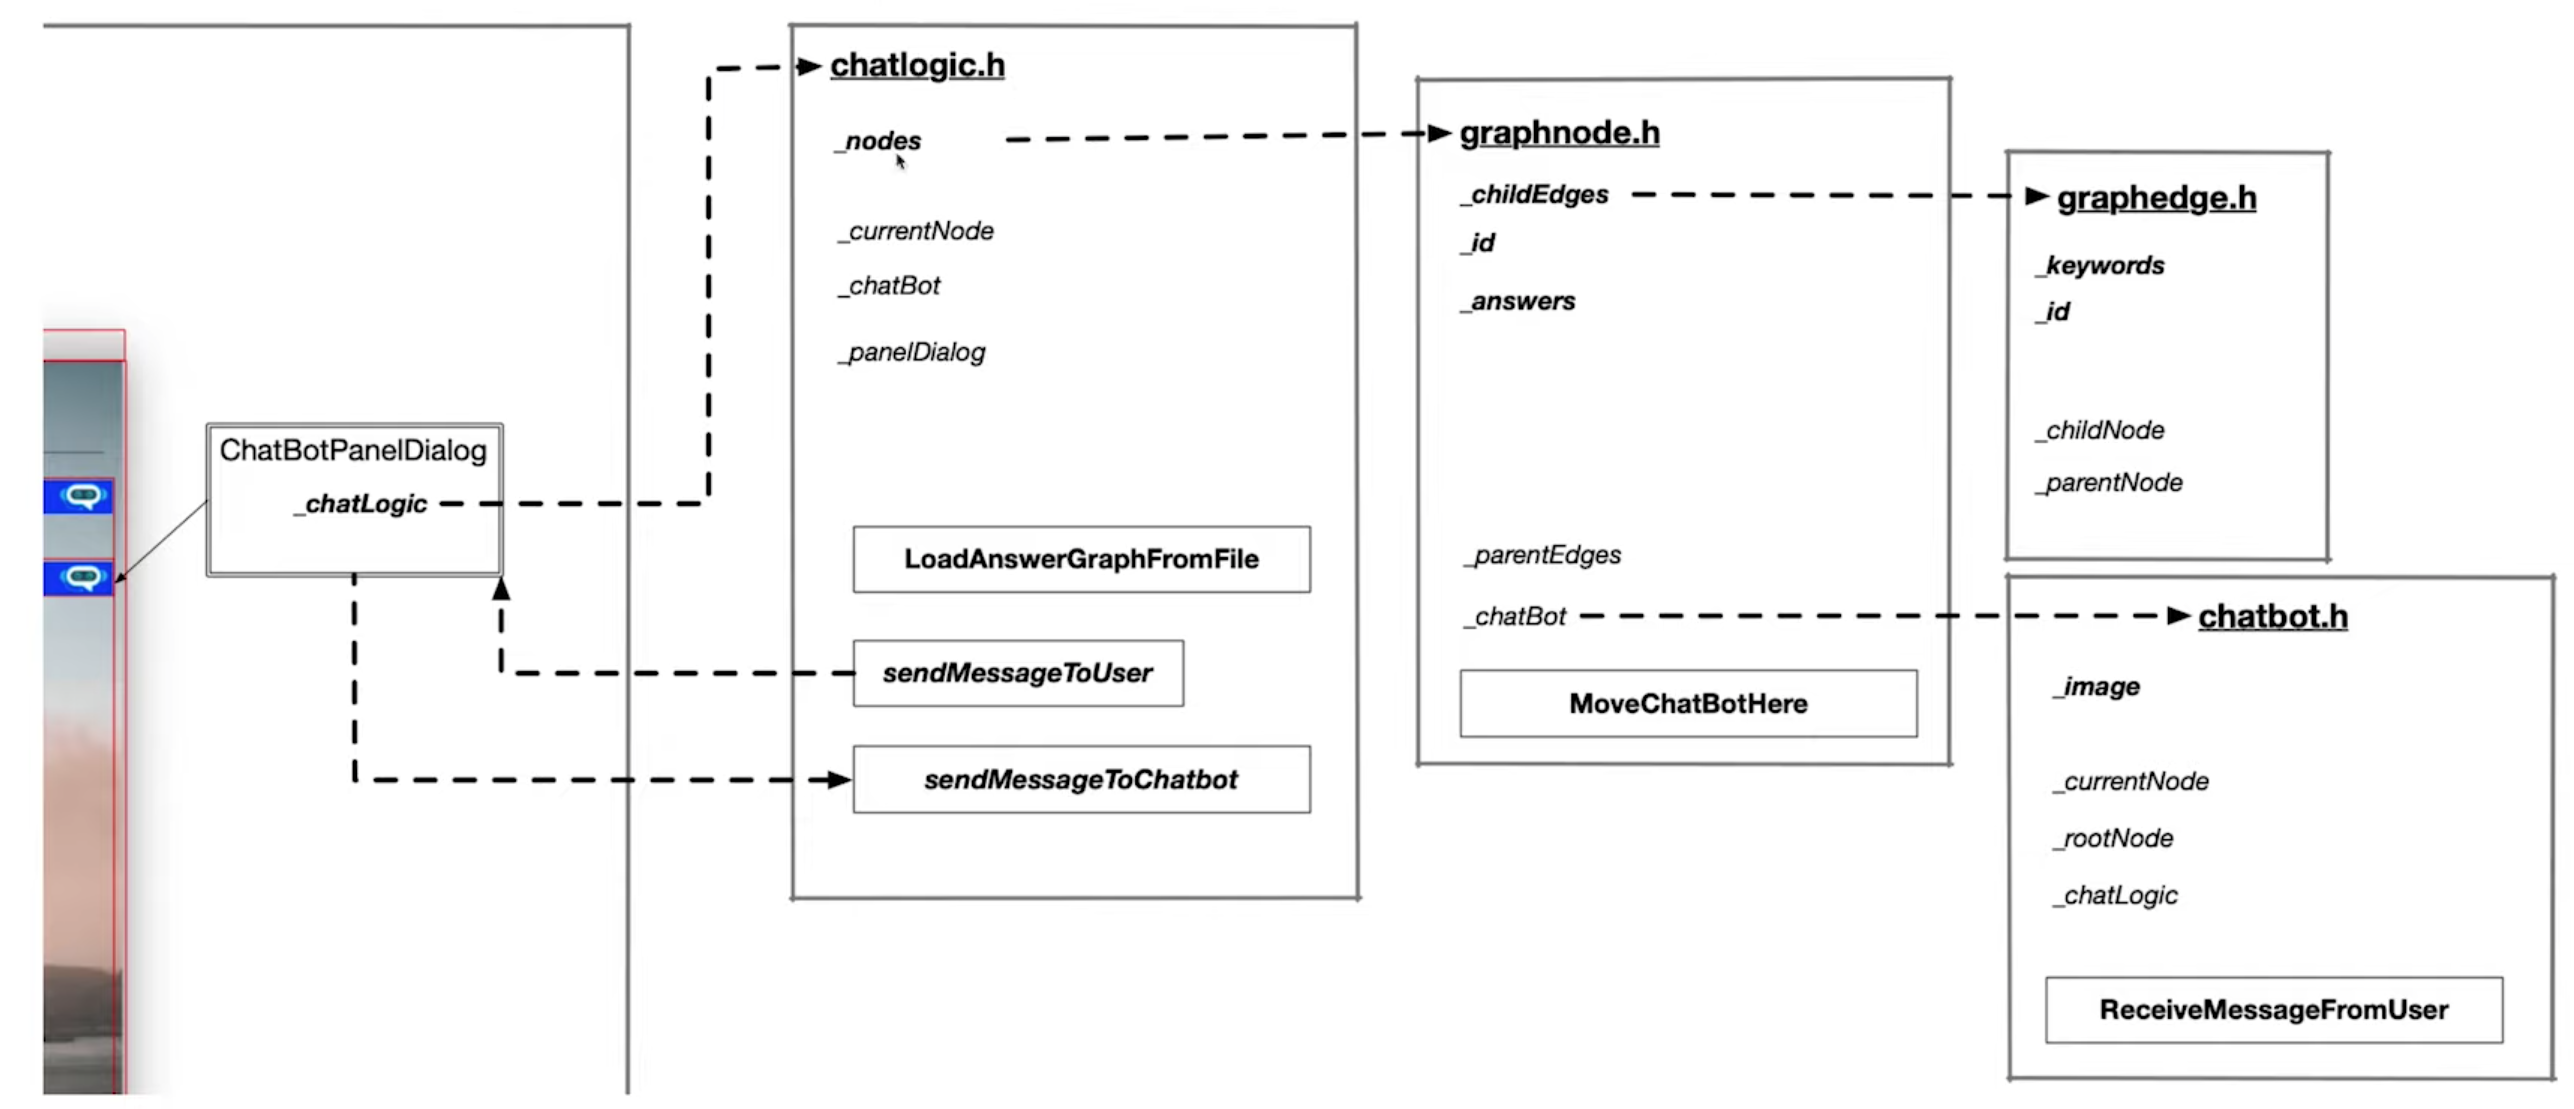 ChatBotPanelDialog
_chatLogic
chatlogic.h
_nodes
_currentNode
_chatBot
_panelDialog
LoadAnswerGraphFromFile
sendMessageToUser
sendMessageToChatbot
graphnode.h
_childEdges
_id
_answers
_parentEdges
_chatBot
MoveChatBotHere
graphedge.h
_keywords
_id
_childNode
_parentNode
chatbot.h
_image
_currentNode
_rootNode
_chatLogic
ReceiveMessageFromUser